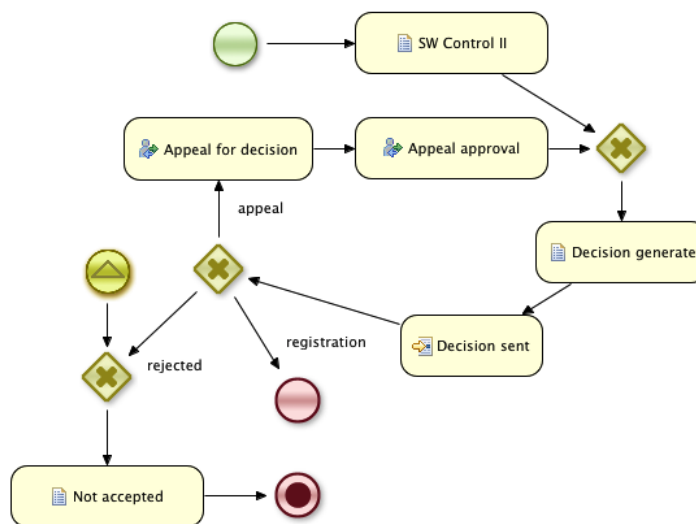 SW Control II
Appeal for decision
Appeal approval
appeal
Decision generate
registration
Decision sent
rejected
Not accepted